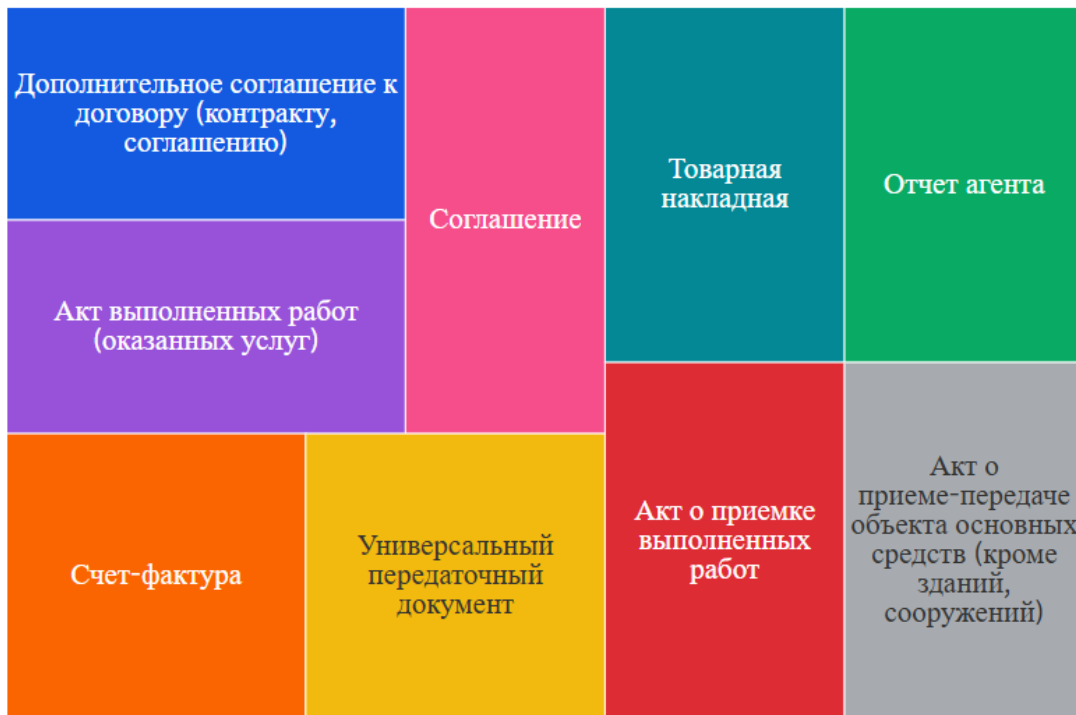 Дополнительное соглашение к
договору (контракту,
соглашению)
Акт выполненных работ
(оказанных услуг)
Соглашение
Счет-фактура
Универсальный
передаточный
документ
Товарная
накладная
Отчет агента
Акт о приемке
выполненных
работ
Акт о
приеме-передаче
объекта основных
средств (кроме
зданий,
сооружений)